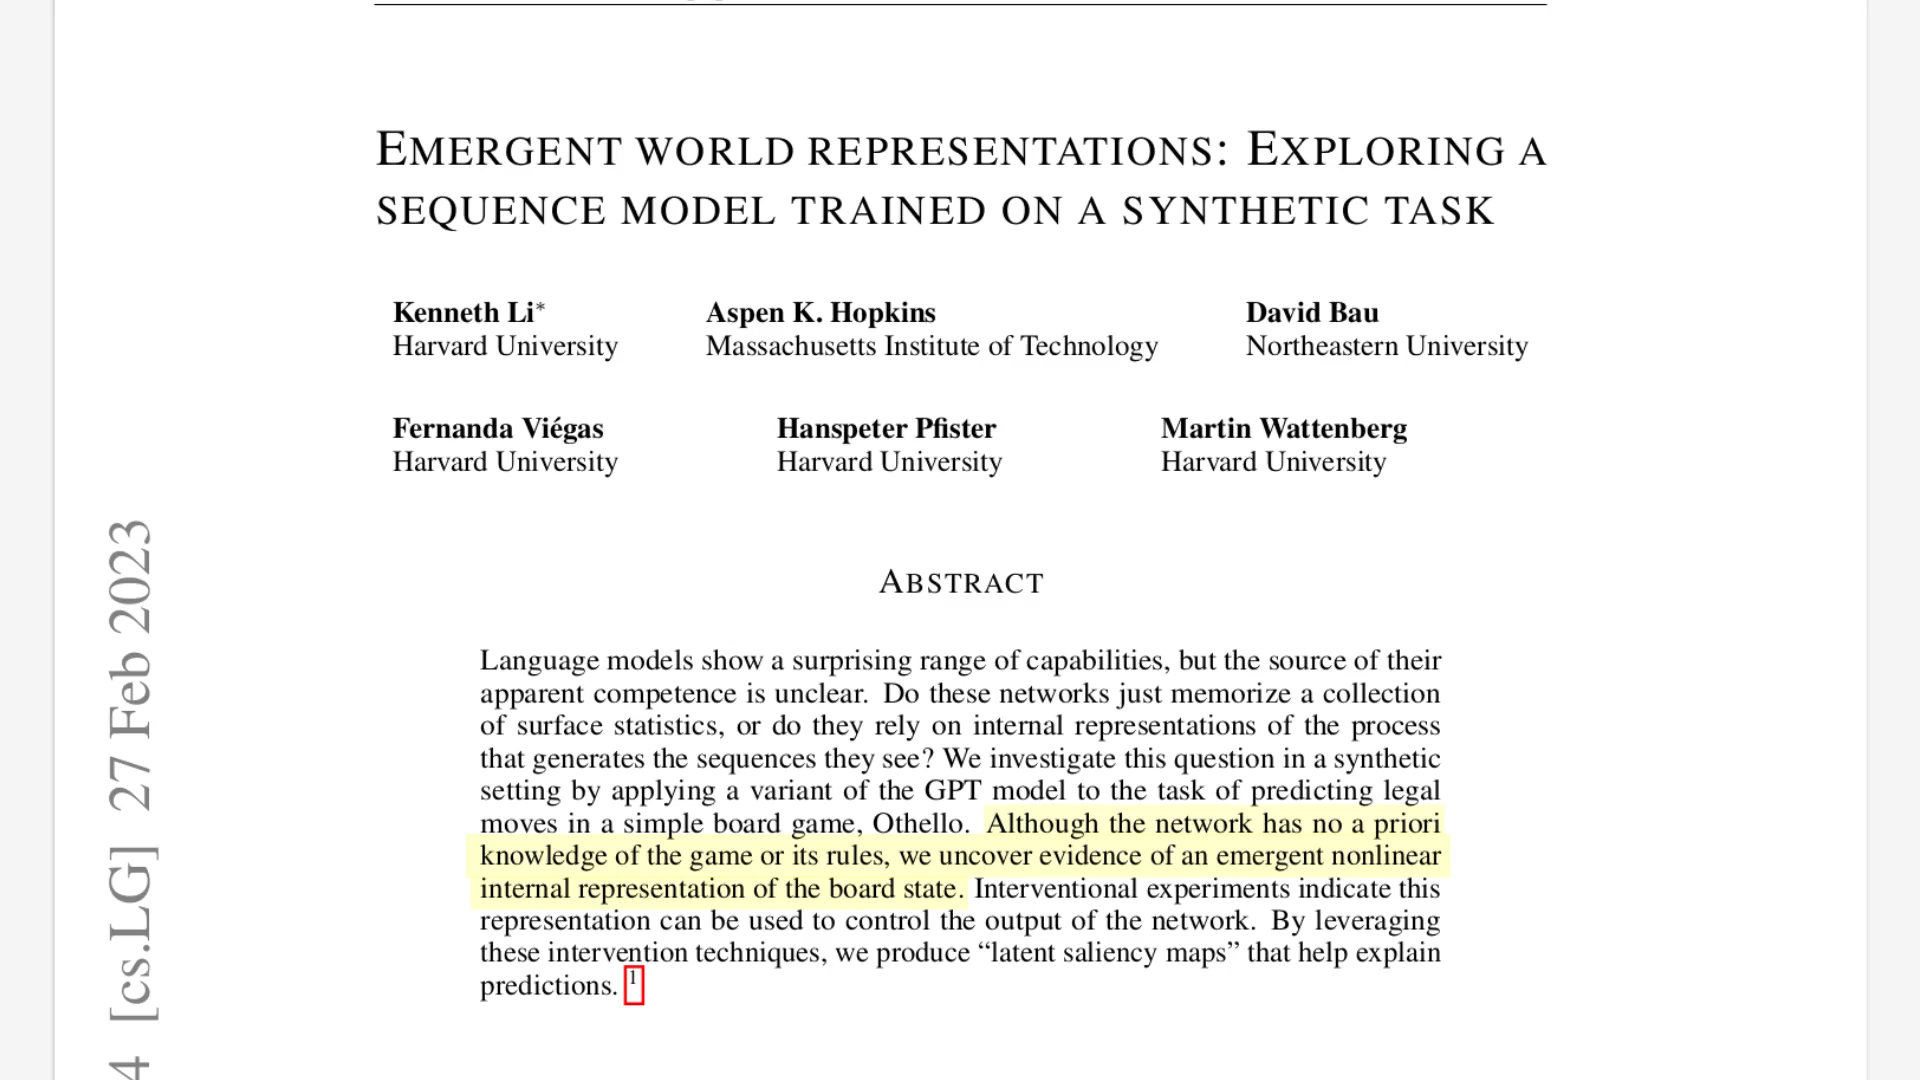 EMERGENT WORLD REPRESENTATIONS: EXPLORING A
SEQUENCE MODEL TRAINED ON A SYNTHETIC TASK
Kenneth Li* Aspen K. Hopkins David Bau
Harvard University Massachusetts Institute of Technology Northeastern University
Fernanda Viégas Hanspeter Pfister Martin Wattenberg
Harvard University Harvard University Harvard University
ABSTRACT
Language models show a surprising range of capabilities, but the source of their
apparent competence is unclear. Do these networks just memorize a collection
of surface statistics, or do they rely on internal representations of the process
that generates the sequences they see? We investigate this question in a synthetic
setting by applying a variant of the GPT model to the task of predicting legal
moves in a simple board game, Othello. Although the network has no a priori
knowledge of the game or its rules, we uncover evidence of an emergent nonlinear
internal representation of the board state. Interventional experiments indicate this
representation can be used to control the output of the network. By leveraging
these intervention techniques, we produce “latent saliency maps” that help explain
predictions. 1
4 [cs.LG] 27 Feb 2023